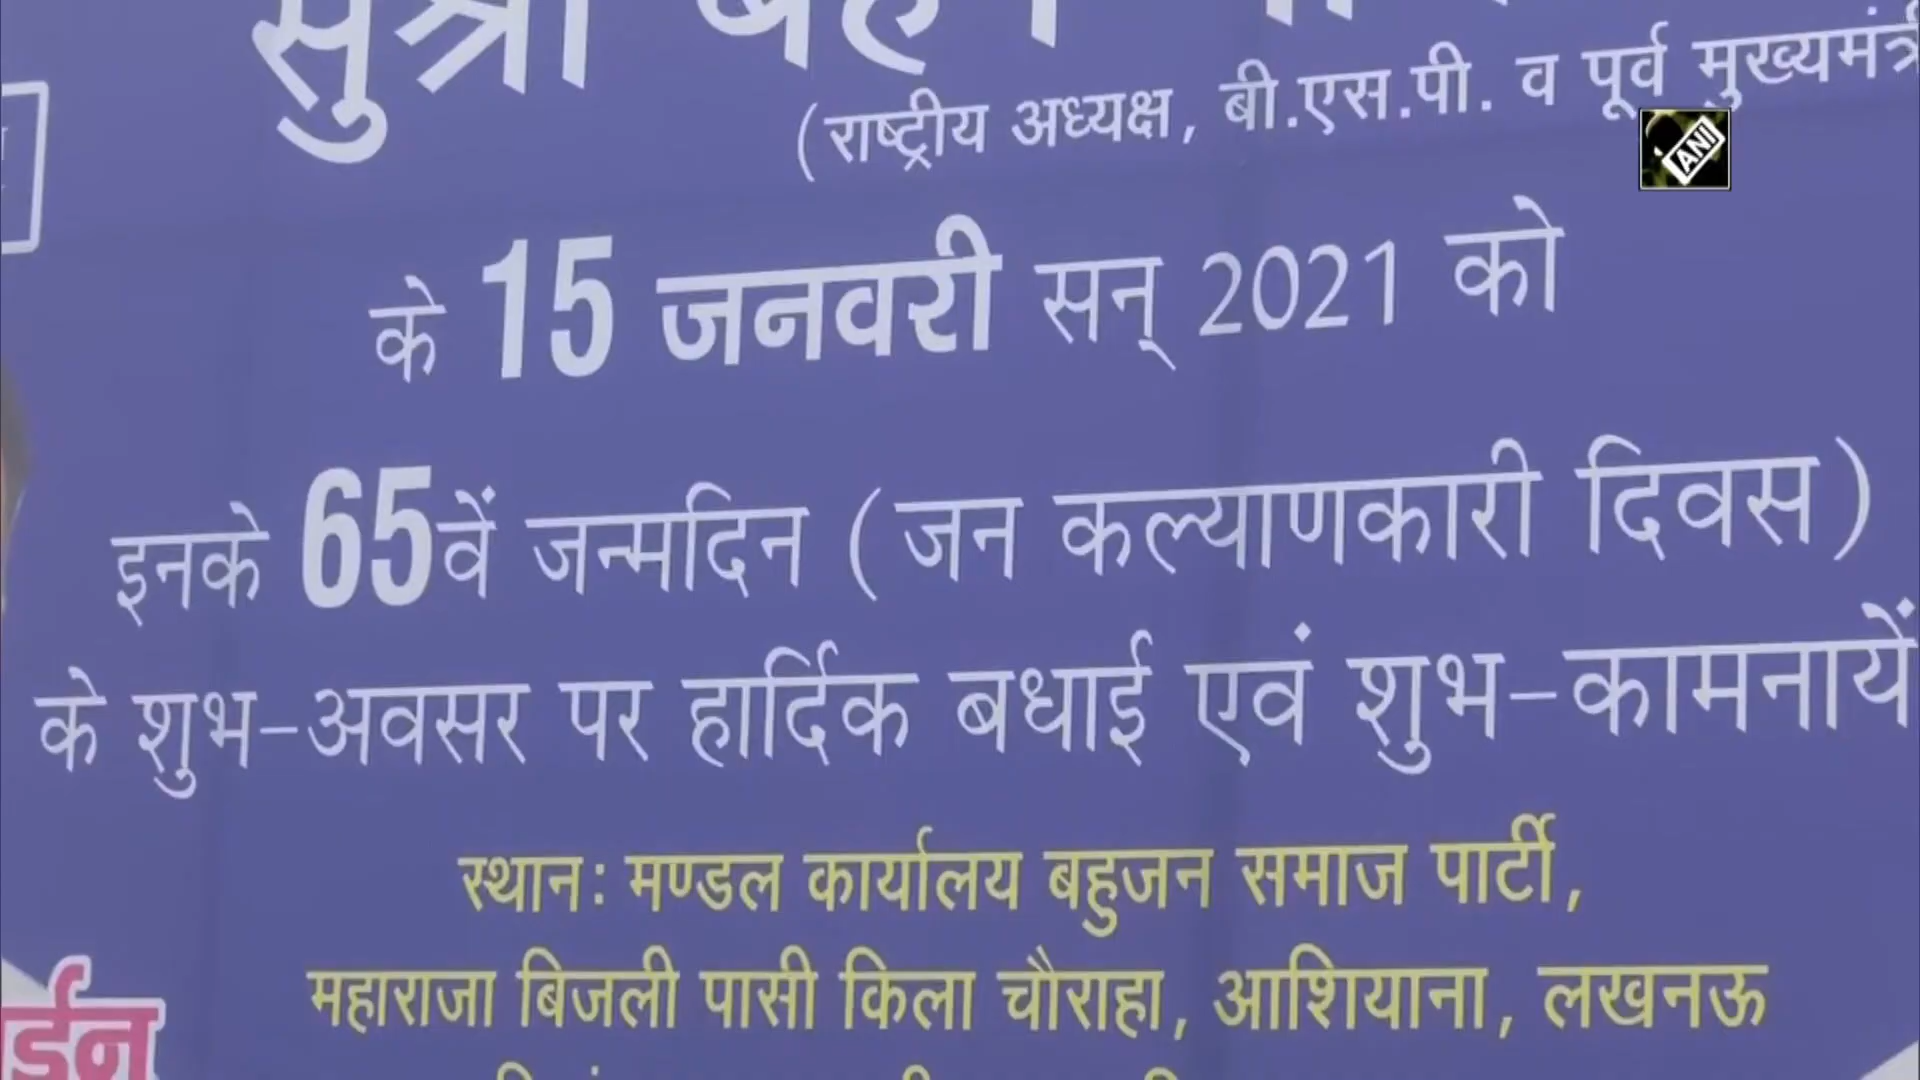 सुश्री
(राष्ट्रीय अध्यक्ष, बी.एस.पी. व पूर्व मुख्यमंत्री
ANI
के 15 जनवरी सन् 2021 को
इनके 65वें जन्मदिन (जन कल्याणकारी दिवस)
के शुभ-अवसर पर हार्दिक बधाई एवं शुभ-कामनायें
स्थान: मण्डल कार्यालय बहुजन समाज पार्टी,
महाराजा बिजली पासी किला चौराहा, आशियाना, लखनऊ